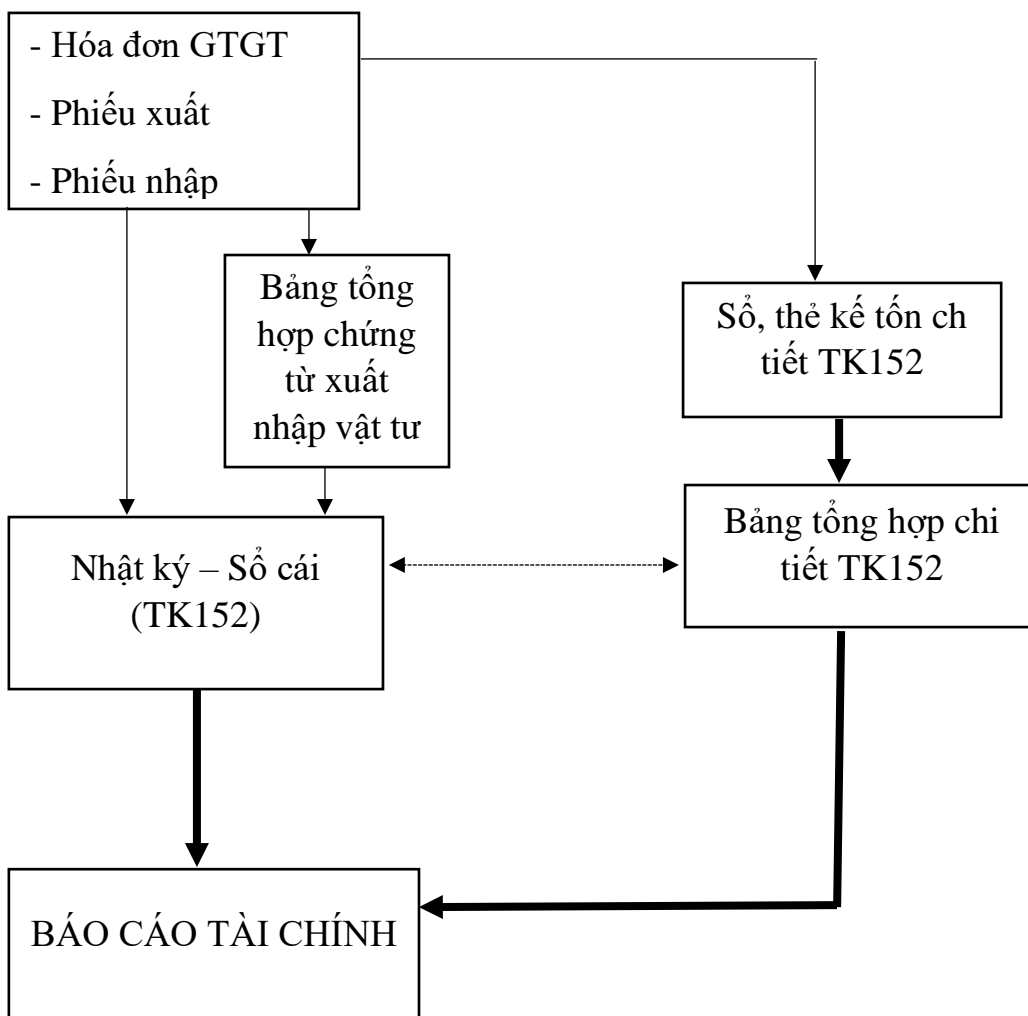 - Hóa đơn GTGT
- Phiếu xuất
- Phiếu nhập
Bảng tổng
hợp chứng
từ xuất
nhập vật tư
Sổ, thẻ kế tốn ch
tiết TK152
Nhật ký – Sổ cái
(TK152)
Bảng tổng hợp chi
tiết TK152
BÁO CÁO TÀI CHÍNH